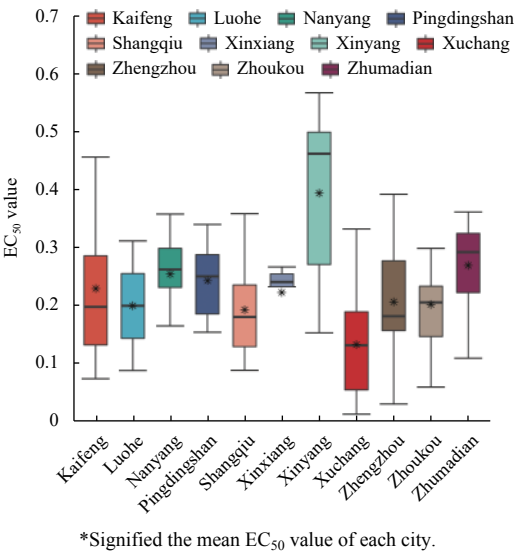 0.7
0.6
0.5
0.4
0.3
0.2
0.1
0
EC50 value
Kaifeng Luohe Nanyang Pingdingshan
Shangqiu Xinxiang Xinyang Xuchang
Zhengzhou Zhoukou Zhumadian
Kaifeng
Luohe
Nanyang
Pingdingshan
Shangqiu
Xinxiang
Xinyang
Xuchang
Zhengzhou
Zhoukou
Zhumadian
*Signified the mean EC50 value of each city.